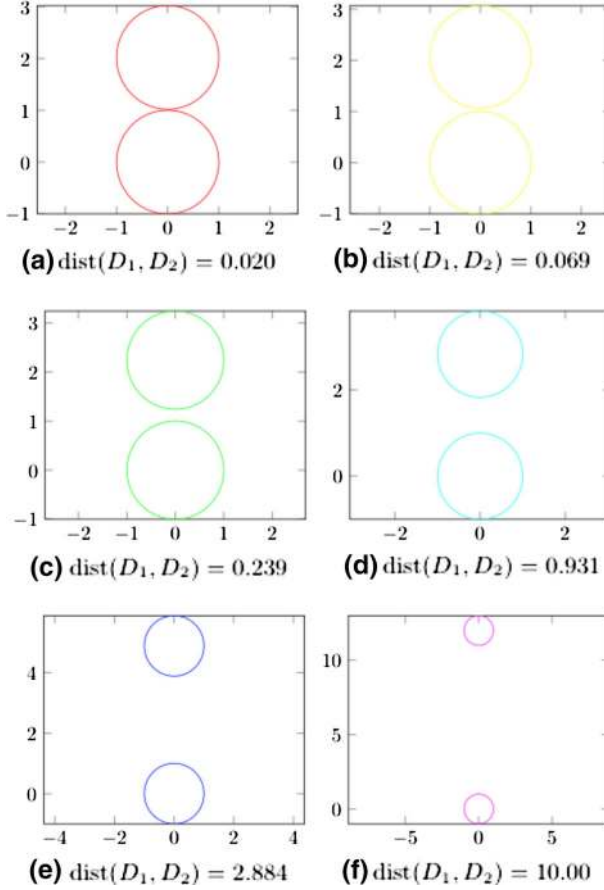 3
2
1
0
−1
−2 −1 0 1 2
(a) dist(D₁, D₂) = 0.020
3
2
1
0
−1
−2 −1 0 1 2
(b) dist(D₁, D₂) = 0.069
3
2
1
0
−1
−2 −1 0 1 2
(c) dist(D₁, D₂) = 0.239
2
0
−2 0 2
(d) dist(D₁, D₂) = 0.931
4
2
0
−4 −2 0 2 4
(e) dist(D₁, D₂) = 2.884
10
5
0
−5 0 5
(f) dist(D₁, D₂) = 10.00